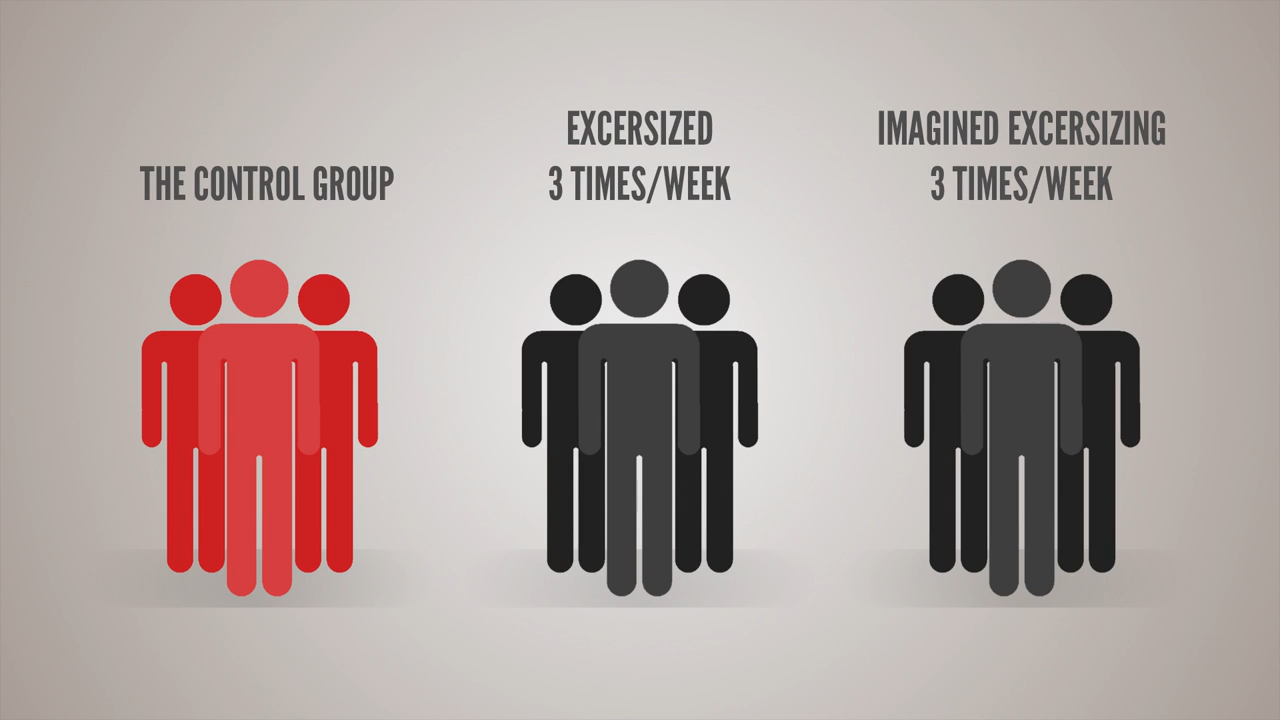 THE CONTROL GROUP
EXCERSIZED
3 TIMES/WEEK
IMAGINED EXCERSIZING
3 TIMES/WEEK